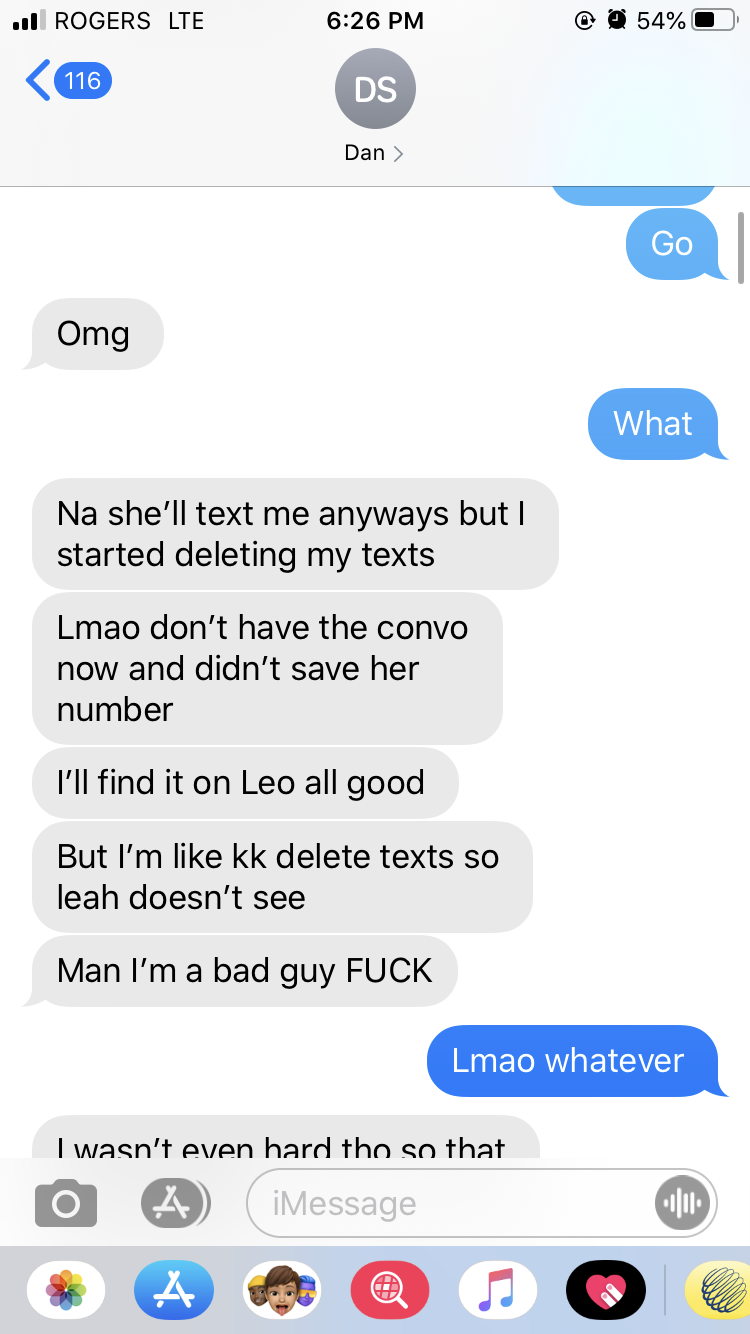 ROGERS LTE 6:26 PM 54%
116
DS
Dan
Go
Omg
What
Na she’ll text me anyways but I
started deleting my texts
Lmao don’t have the convo
now and didn’t save her
number
I’ll find it on Leo all good
But I’m like kk delete texts so
leah doesn’t see
Man I’m a bad guy FUCK
Lmao whatever
I wasn’t even hard tho so that
iMessage